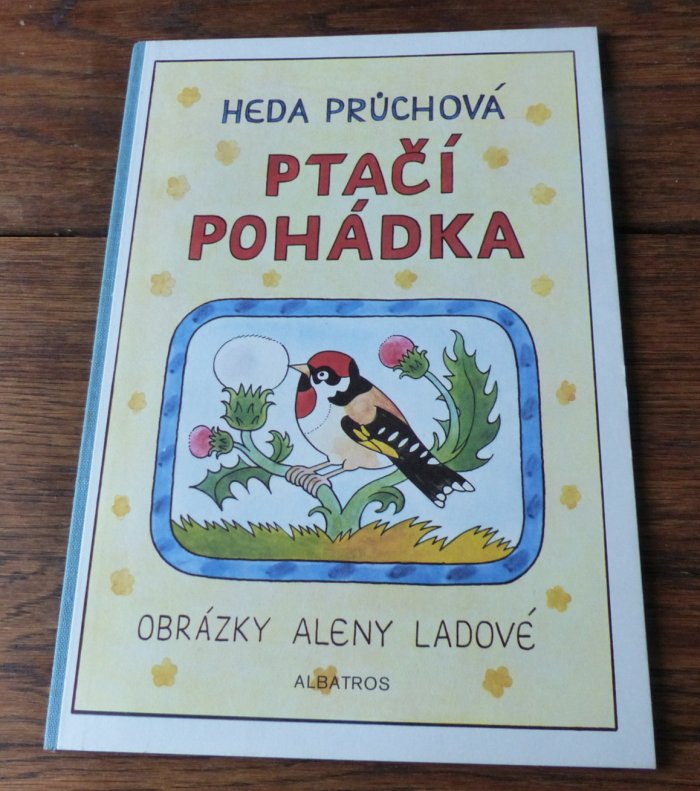 HEDA PRŮCHOVÁ
PTAČÍ
POHÁDKA
OBRÁZKY ALENY LADOVÉ
ALBATROS